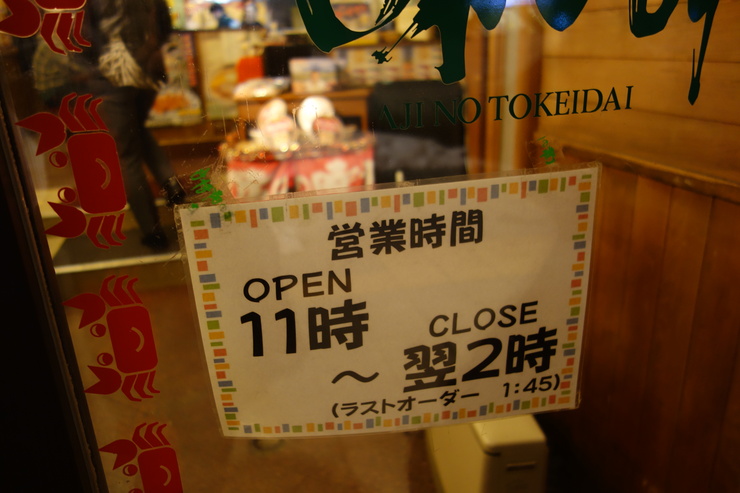 AJI NO TOKEIDAI
営業時間
OPEN
11時
CLOSE
～ 翌2時
(ラストオーダー 1:45)